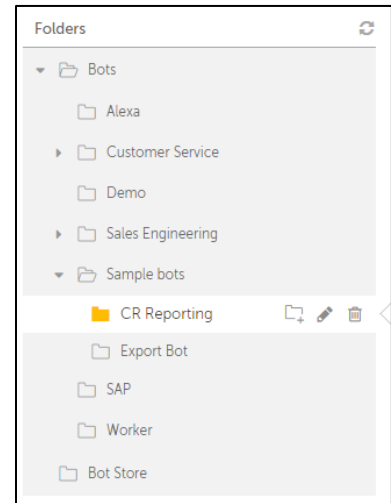 Folders
Bots
Alexa
Customer Service
Demo
Sales Engineering
Sample bots
CR Reporting
Export Bot
SAP
Worker
Bot Store